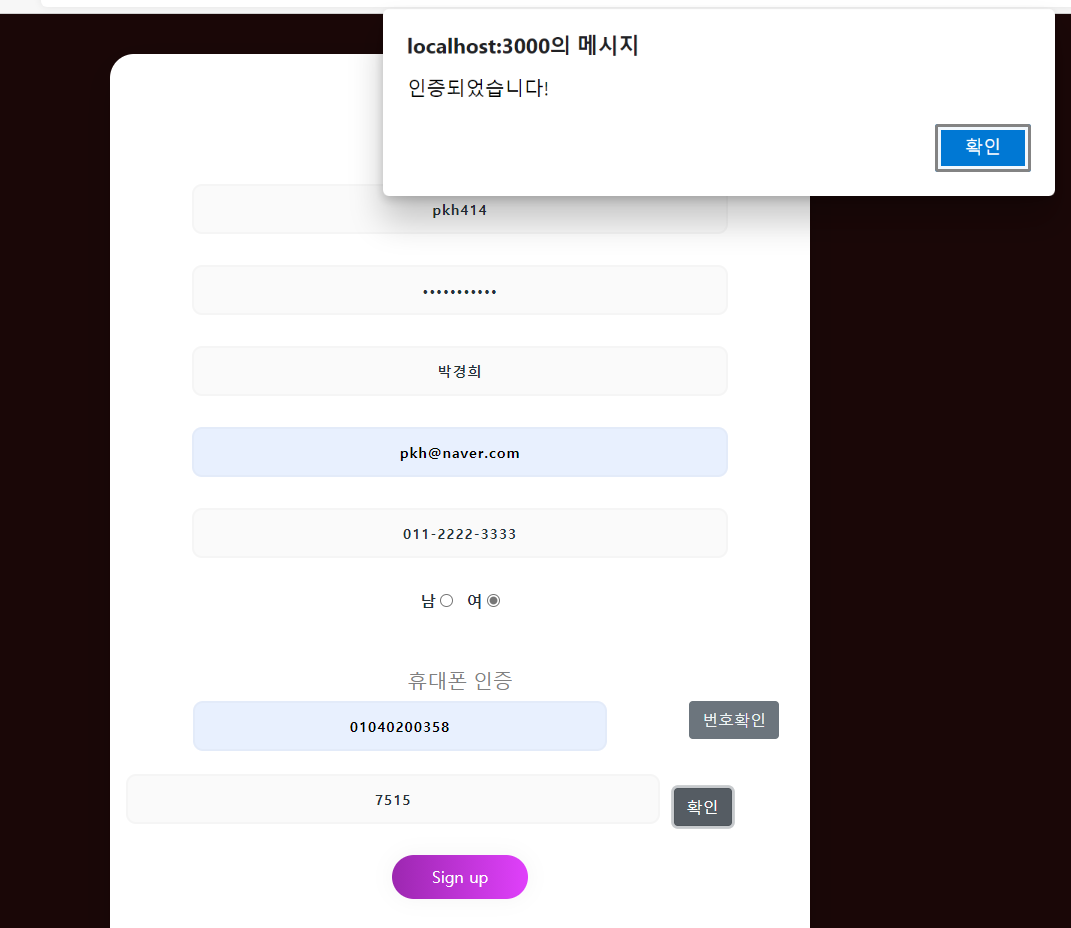 localhost:3000의 메시지
인증되었습니다!
확인
pkh414
•••••••••••
박경희
pkh@naver.com
011-2222-3333
남 여
휴대폰 인증
01040200358 번호확인
7515 확인
Sign up